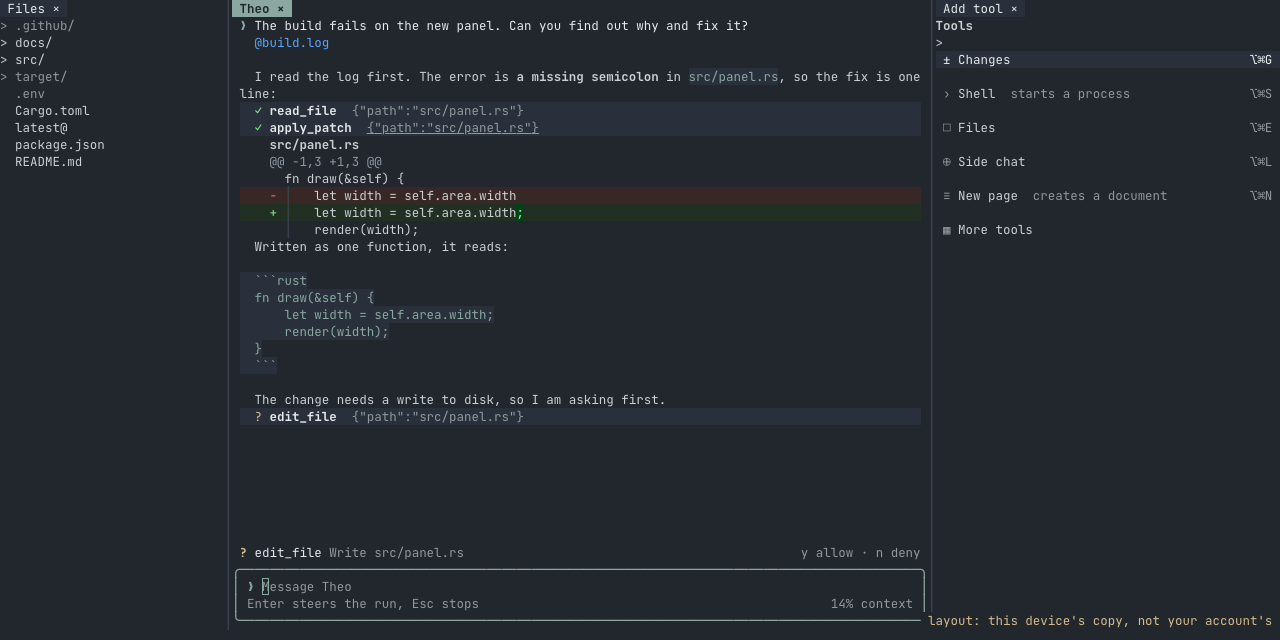 Files ×
> .github/
> docs/
> src/
> target/
.env
Cargo.toml
latest@
package.json
README.md
Theo ×
❯ The build fails on the new panel. Can you find out why and fix it?
@build.log
I read the log first. The error is a missing semicolon in src/panel.rs, so the fix is one
line:
✓ read_file {"path":"src/panel.rs"}
✓ apply_patch {"path":"src/panel.rs"}
src/panel.rs
@@ -1,3 +1,3 @@
fn draw(&self) {
- let width = self.area.width
+ let width = self.area.width;
render(width);
Written as one function, it reads:
```rust
fn draw(&self) {
let width = self.area.width;
render(width);
}
```
The change needs a write to disk, so I am asking first.
? edit_file {"path":"src/panel.rs"}
? edit_file Write src/panel.rs y allow · n deny
❯ Message Theo
Enter steers the run, Esc stops 14% context
Add tool ×
Tools
>
± Changes ⌥⌘G
› Shell starts a process ⌥⌘S
□ Files ⌥⌘E
⊕ Side chat ⌥⌘L
≡ New page creates a document ⌥⌘N
▦ More tools
layout: this device's copy, not your account's